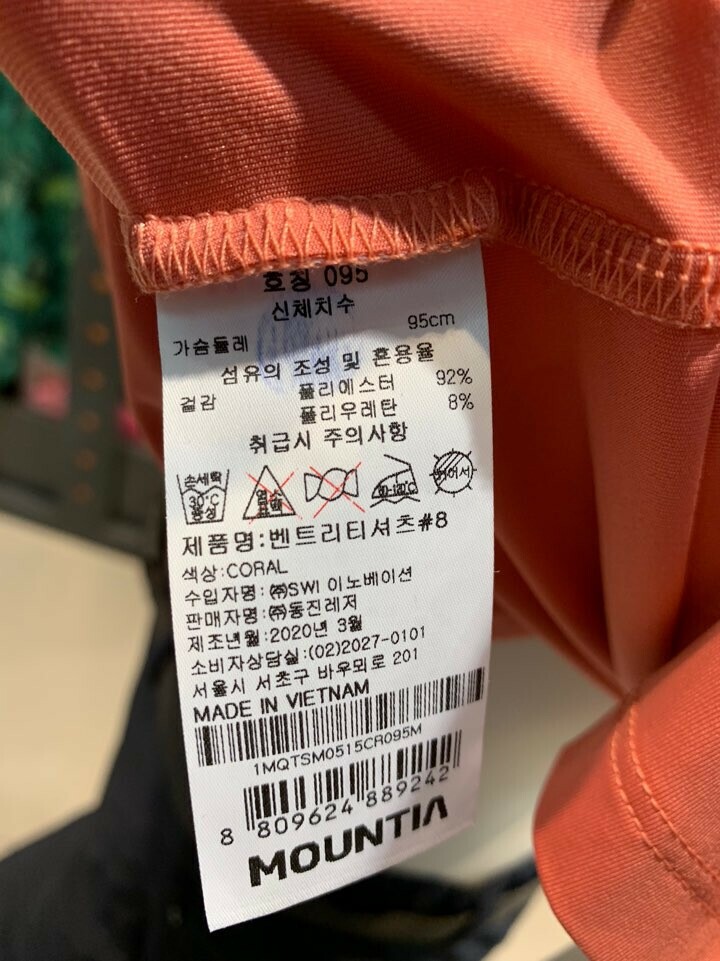 호칭 095
신체치수
가슴둘레 95cm
섬유의 조성 및 혼용율
겉감 폴리에스터 92%
폴리우레탄 8%
취급시 주의사항
손세탁 30°C 중성 염소 표백 80-120°C 뉘어서
제품명:벤트리티셔츠#8
색상:CORAL
수입자명:㈜SWI 이노베이션
판매자명:㈜동진레저
제조년월:2020년 3월
소비자상담실:(02)2027-0101
서울시 서초구 바우뫼로 201
MADE IN VIETNAM
1MQTSM0515CR095M
8 809624 889242
MOUNTIA